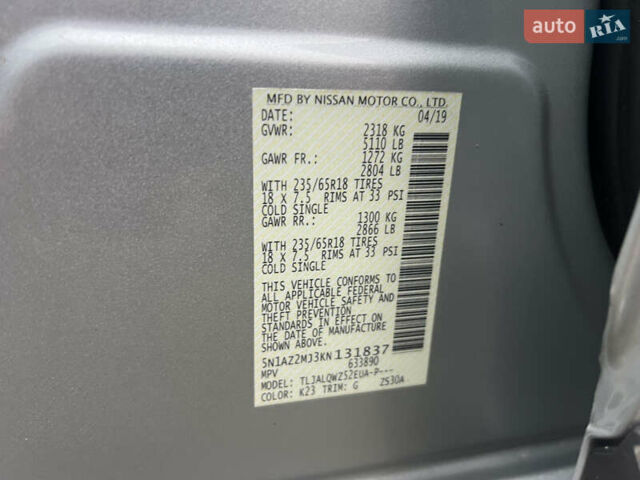 auto RIA .com
MFD BY NISSAN MOTOR CO., LTD.
DATE: 04/19
GVWR: 2318 KG
5110 LB
GAWR FR.: 1272 KG
2804 LB
WITH 235/65R18 TIRES
18 x 7.5 RIMS AT 33 PSI
COLD SINGLE
GAWR RR.: 1300 KG
2866 LB
WITH 235/65R18 TIRES
18 x 7.5 RIMS AT 33 PSI
COLD SINGLE
THIS VEHICLE CONFORMS TO
ALL APPLICABLE FEDERAL
MOTOR VEHICLE SAFETY AND
THEFT PREVENTION
STANDARDS IN EFFECT ON
THE DATE OF MANUFACTURE
SHOWN ABOVE.
5N1AZ2MJ3KN131837
MPV 633890
MODEL: TLJALQWZ52EUA-P---
COLOR: K23 TRIM: G ZS30A